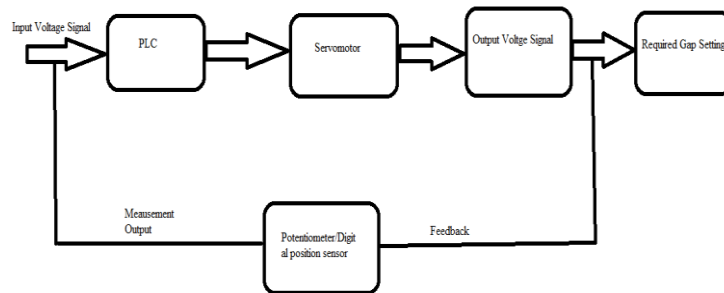 Input Voltage Signal
PLC
Servomotor
Output Voltge Signal
Required Gap Setting
Meausement
Output
Potentiometer/Digit
al position sensor
Feedback